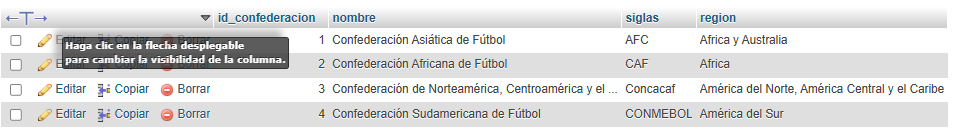 id_confederacion nombre siglas region
Editar 1 Confederación Asiática de Fútbol AFC Africa y Australia
Haga clic en la flecha desplegable
para cambiar la visibilidad de la columna.
2 Confederación Africana de Fútbol CAF Africa
Editar Copiar Borrar 3 Confederación de Norteamérica, Centroamérica y el ... Concacaf América del Norte, América Central y el Caribe
Editar Copiar Borrar 4 Confederación Sudamericana de Fútbol CONMEBOL América del Sur